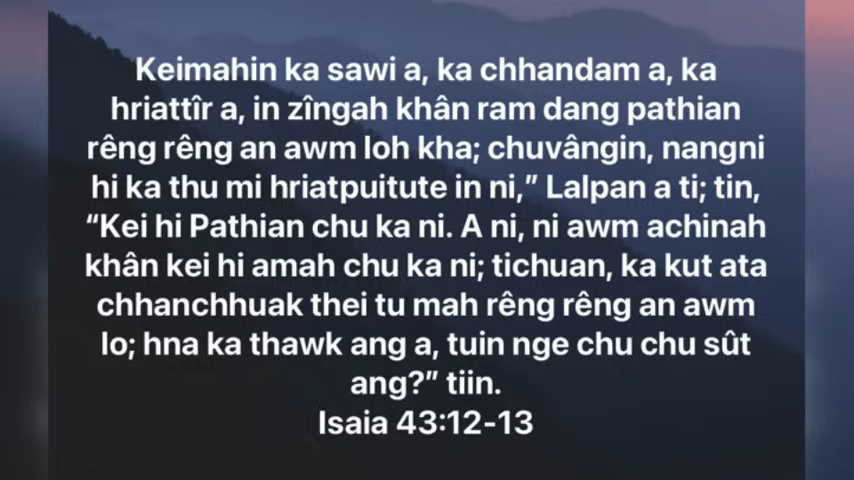 Keimahin ka sawi a, ka chhandam a, ka
hriattîr a, in zîngah khân ram dang pathian
rêng rêng an awm loh kha; chuvângin, nangni
hi ka thu mi hriatpuitute in ni,” Lalpan a ti; tin,
“Kei hi Pathian chu ka ni. A ni, ni awm achinah
khân kei hi amah chu ka ni; tichuan, ka kut ata
chhanchhuak thei tu mah rêng rêng an awm
lo; hna ka thawk ang a, tuin nge chu chu sût
ang?” tiin.
Isaia 43:12-13